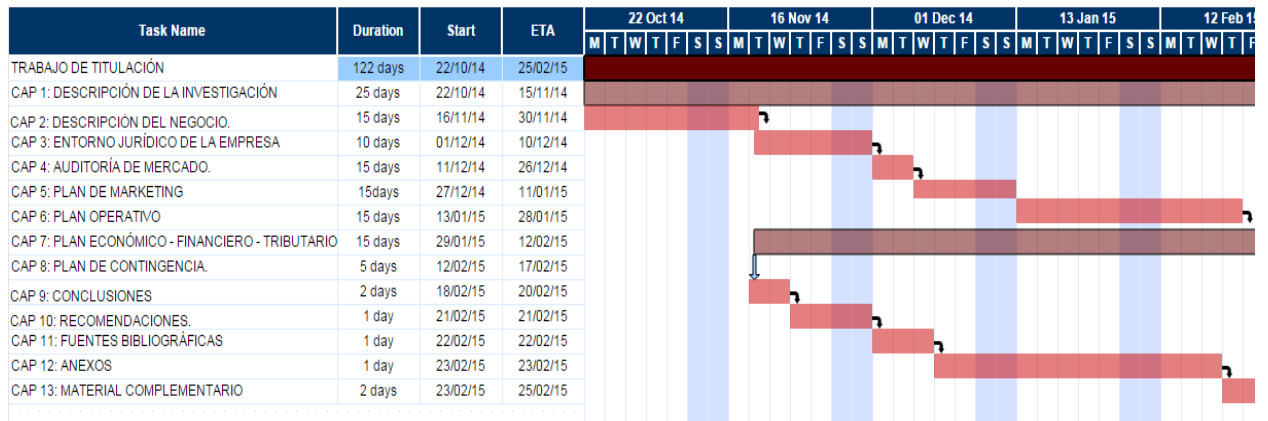 Task Name Duration Start ETA 22 Oct 14 16 Nov 14 01 Dec 14 13 Jan 15 12 Feb 15
M T W T F S S M T W T F S S M T W T F S S M T W T F S S M T W T F
TRABAJO DE TITULACIÓN 122 days 22/10/14 25/02/15
CAP 1: DESCRIPCIÓN DE LA INVESTIGACIÓN 25 days 22/10/14 15/11/14
CAP 2: DESCRIPCIÓN DEL NEGOCIO. 15 days 16/11/14 30/11/14
CAP 3: ENTORNO JURÍDICO DE LA EMPRESA 10 days 01/12/14 10/12/14
CAP 4: AUDITORÍA DE MERCADO. 15 days 11/12/14 26/12/14
CAP 5: PLAN DE MARKETING 15days 27/12/14 11/01/15
CAP 6: PLAN OPERATIVO 15 days 13/01/15 28/01/15
CAP 7: PLAN ECONÓMICO - FINANCIERO - TRIBUTARIO 15 days 29/01/15 12/02/15
CAP 8: PLAN DE CONTINGENCIA. 5 days 12/02/15 17/02/15
CAP 9: CONCLUSIONES 2 days 18/02/15 20/02/15
CAP 10: RECOMENDACIONES. 1 day 21/02/15 21/02/15
CAP 11: FUENTES BIBLIOGRÁFICAS 1 day 22/02/15 22/02/15
CAP 12: ANEXOS 1 day 23/02/15 23/02/15
CAP 13: MATERIAL COMPLEMENTARIO 2 days 23/02/15 25/02/15